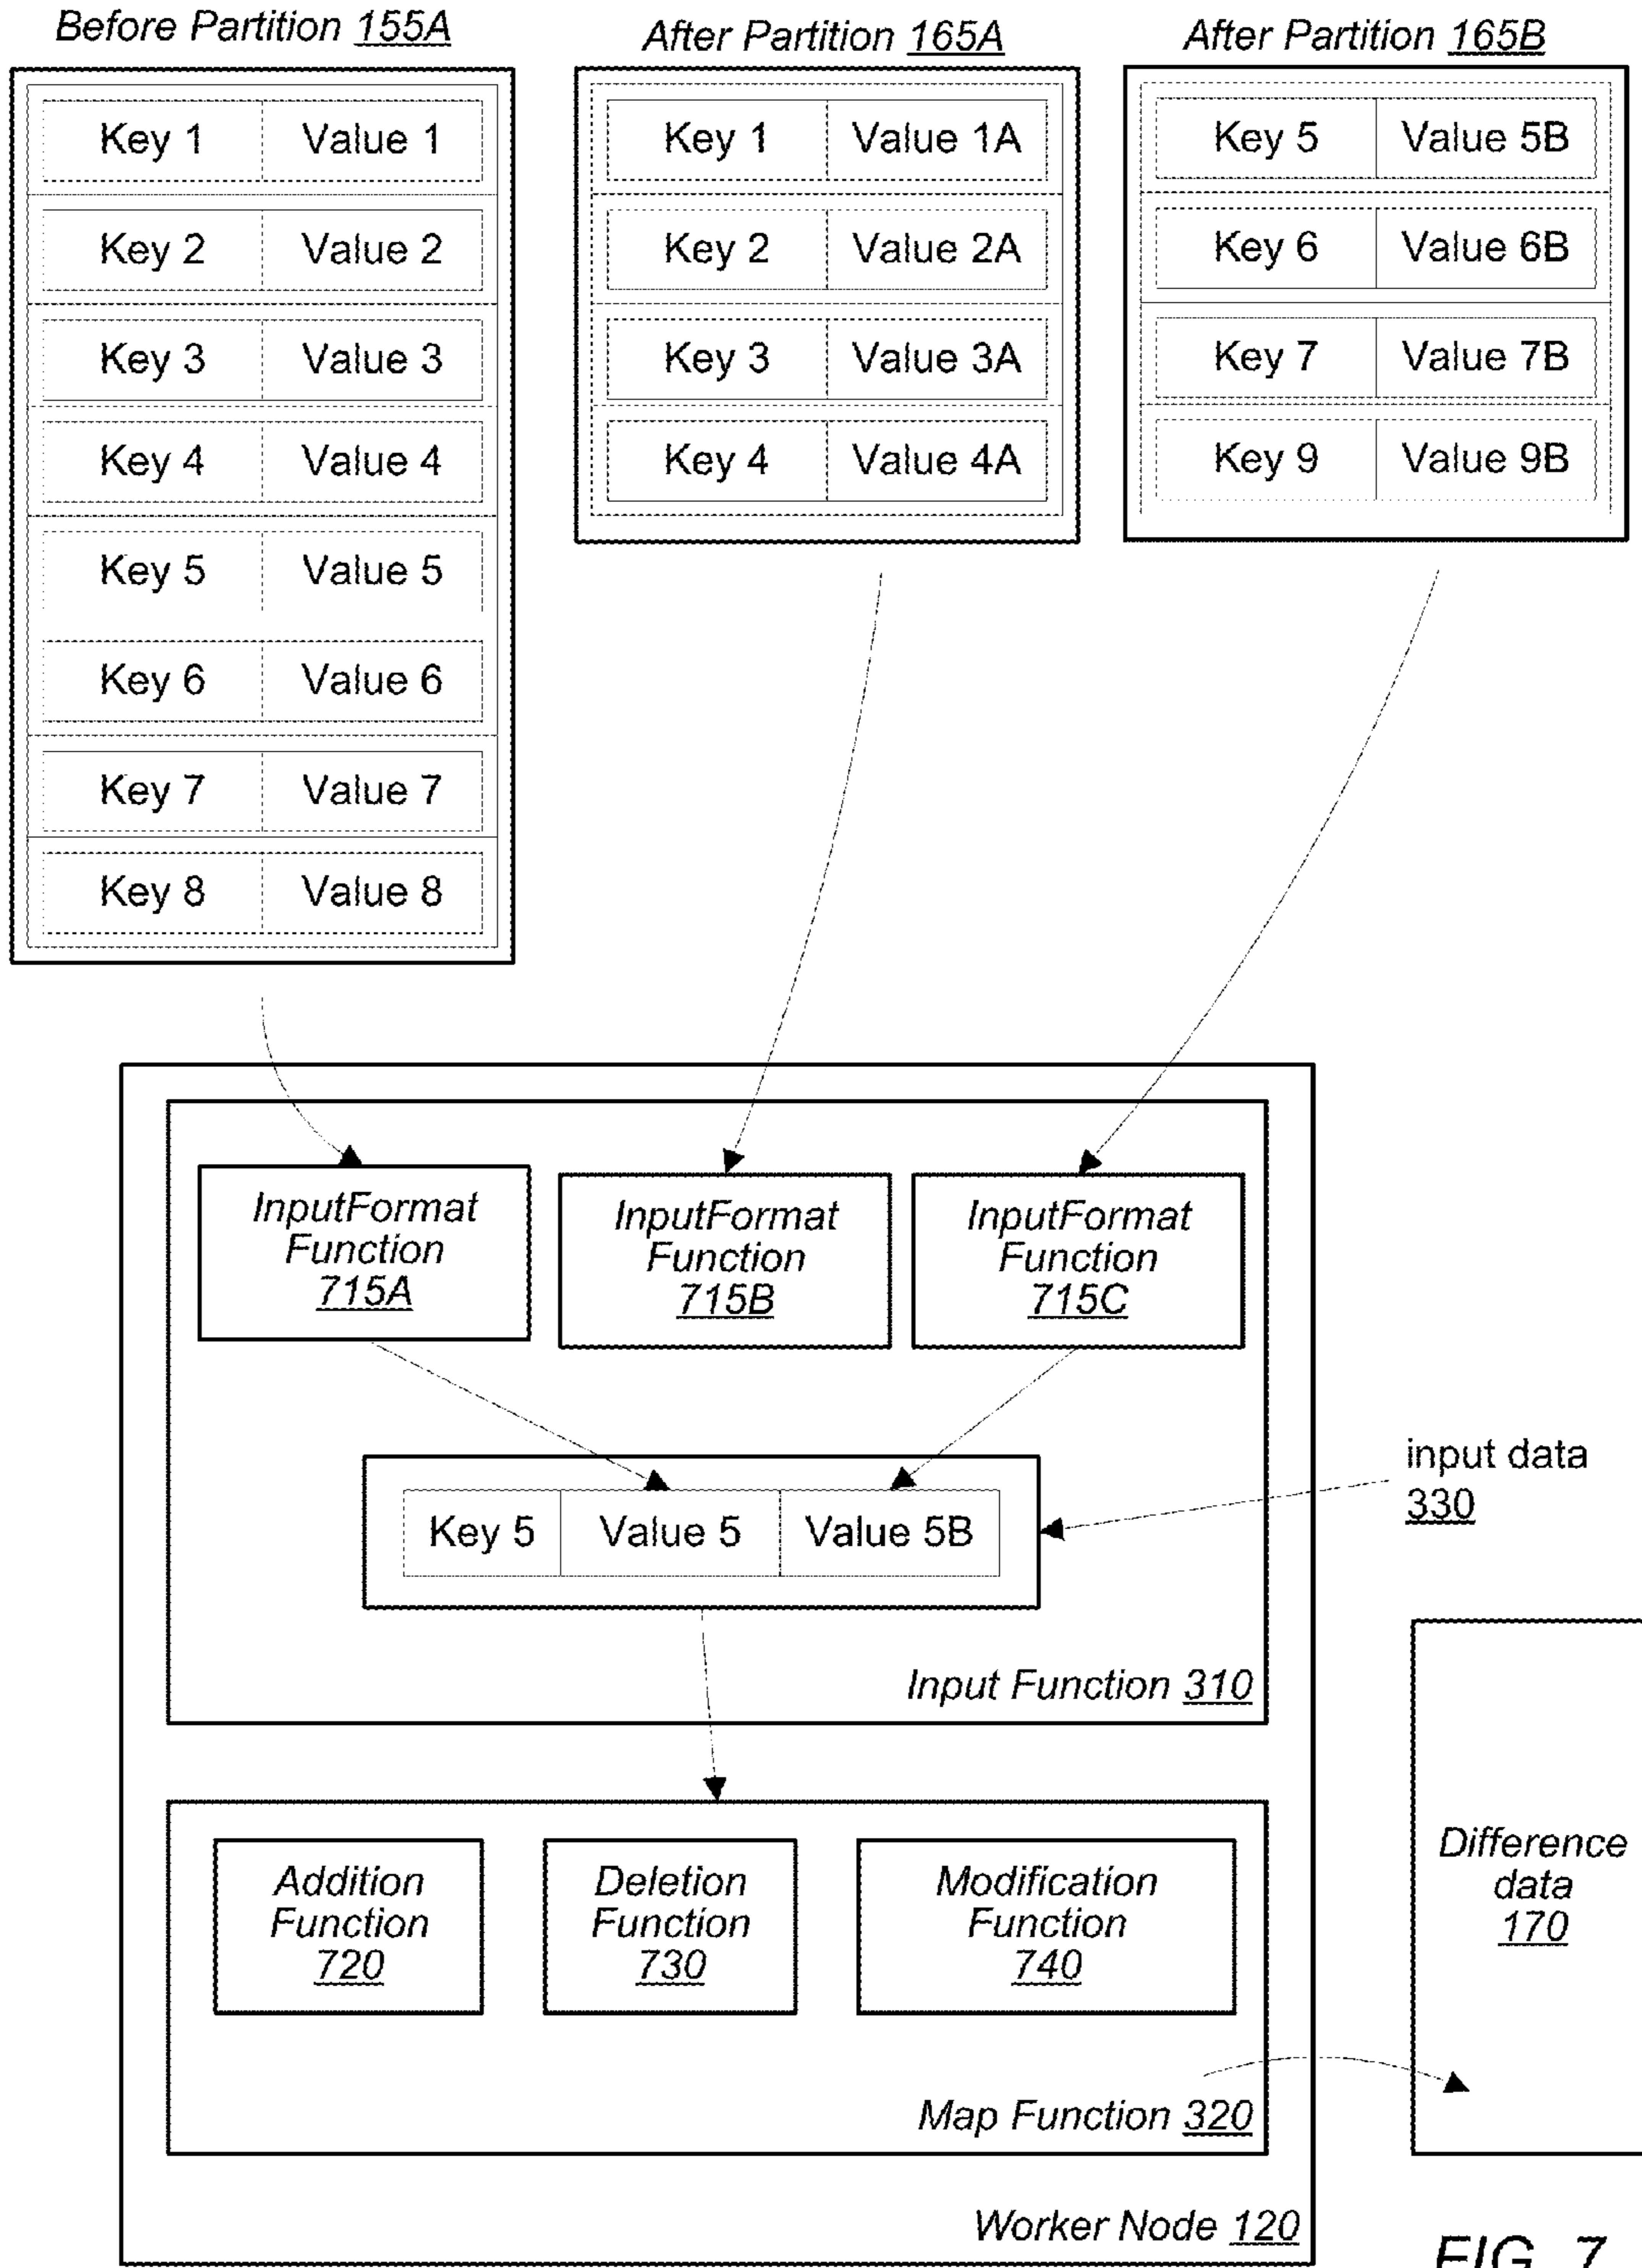 Before Partition 155A
Key 1 Value 1
Key 2 Value 2
Key 3 Value 3
Key 4 Value 4
Key 5 Value 5
Key 6 Value 6
Key 7 Value 7
Key 8 Value 8
After Partition 165A
Key 1 Value 1A
Key 2 Value 2A
Key 3 Value 3A
Key 4 Value 4A
After Partition 165B
Key 5 Value 5B
Key 6 Value 6B
Key 7 Value 7B
Key 9 Value 9B
InputFormat
Function
715A
InputFormat
Function
715B
InputFormat
Function
715C
Key 5 Value 5 Value 5B
input data
330
Input Function 310
Addition
Function
720
Deletion
Function
730
Modification
Function
740
Map Function 320
Difference
data
170
Worker Node 120
FIG. 7